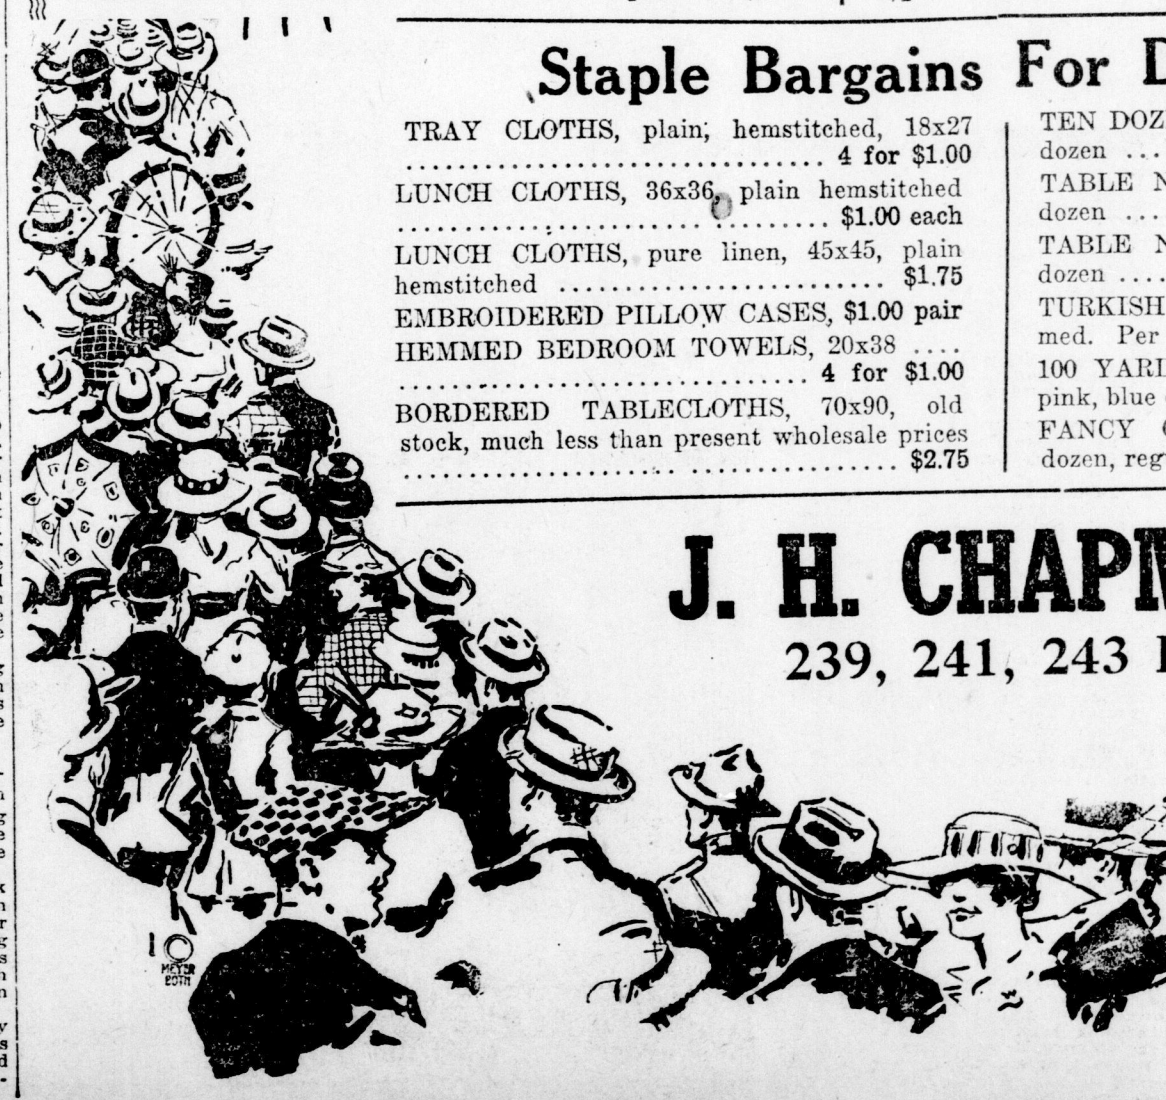 Staple Bargains For D
TRAY CLOTHS, plain, hemstitched, 18x27
4 for $1.00
LUNCH CLOTHS, 36x36, plain hemstitched
$1.00 each
LUNCH CLOTHS, pure linen, 45x45, plain
hemstitched $1.75
EMBROIDERED PILLOW CASES, $1.00 pair
HEMMED BEDROOM TOWELS, 20x38 ....
4 for $1.00
BORDERED TABLECLOTHS, 70x90, old
stock, much less than present wholesale prices
$2.75
TEN DOZ
dozen ...
TABLE N
dozen ....
TABLE N
dozen ....
TURKISH
med. Per
100 YARD
pink, blue
FANCY
dozen, reg
J. H. CHAPM
239, 241, 243
MEYER
BOTH